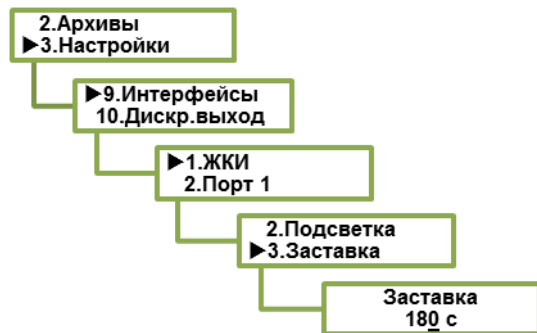 2.Архивы
▶3.Настройки
▶9.Интерфейсы
10.Дискр.выход
▶1.ЖКИ
2.Порт 1
2.Подсветка
▶3.Заставка
Заставка
180 с